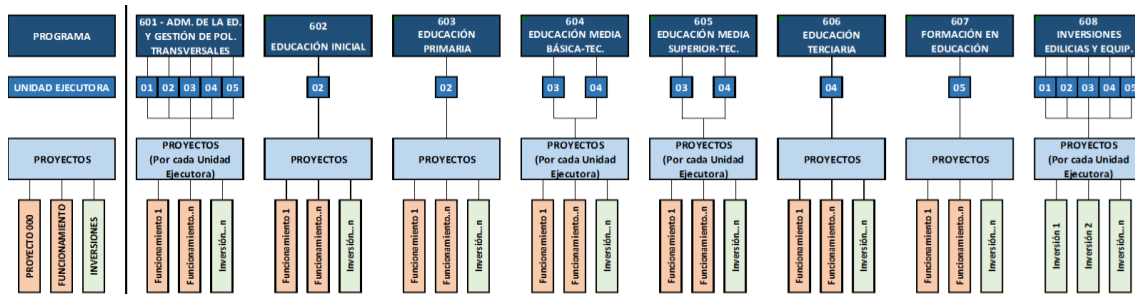 PROGRAMA
601 - ADM. DE LA ED.
Y GESTIÓN DE POL.
TRANSVERSALES
602
EDUCACIÓN INICIAL
603
EDUCACIÓN
PRIMARIA
604
EDUCACIÓN MEDIA
BÁSICA-TEC.
605
EDUCACIÓN MEDIA
SUPERIOR-TEC.
606
EDUCACIÓN
TERCIARIA
607
FORMACIÓN EN
EDUCACIÓN
608
INVERSIONES
EDILICIAS Y EQUIP.
UNIDAD EJECUTORA
01 02 03 04 05
02
02
03 04
03 04
04
05
01 02 03 04 05
PROYECTOS
PROYECTOS
(Por cada Unidad
Ejecutora)
PROYECTOS
PROYECTOS
PROYECTOS
(Por cada Unidad
Ejecutora)
PROYECTOS
(Por cada Unidad
Ejecutora)
PROYECTOS
PROYECTOS
PROYECTOS
(Por cada Unidad
Ejecutora)
PROYECTO 000
FUNCIONAMIENTO
INVERSIONES
Funcionamiento 1
Funcionamiento..n
Inversión...n
Funcionamiento 1
Funcionamiento..n
Inversión...n
Funcionamiento 1
Funcionamiento..n
Inversión...n
Funcionamiento 1
Funcionamiento..n
Inversión...n
Funcionamiento 1
Funcionamiento..n
Inversión...n
Funcionamiento 1
Funcionamiento..n
Inversión...n
Funcionamiento 1
Funcionamiento..n
Inversión...n
Inversión 1
Inversión 2
Inversión...n